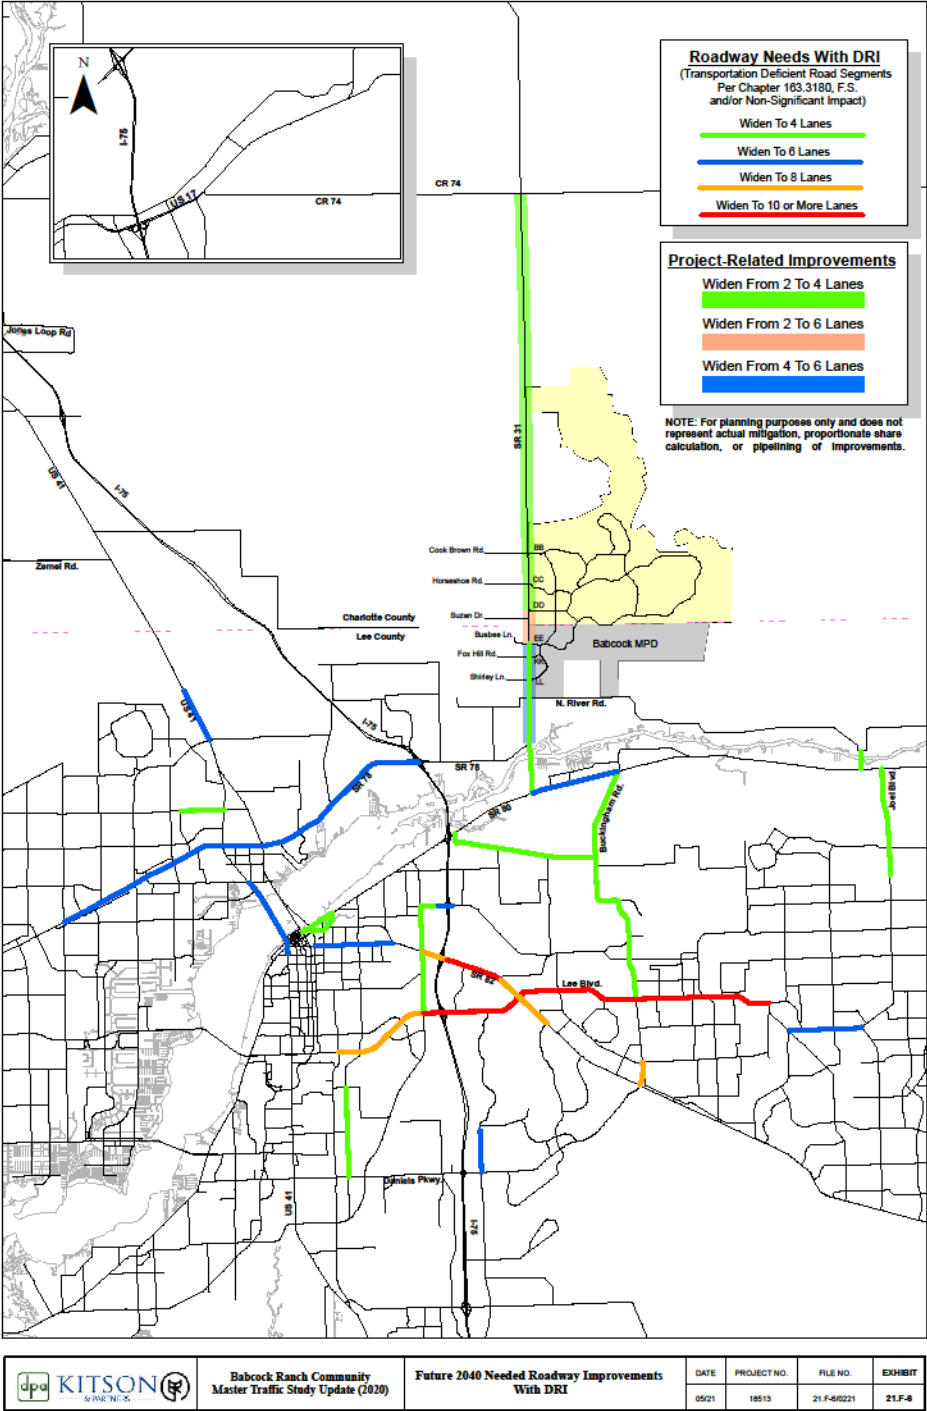 N
I-75
US 17
CR 74
CR 74
Roadway Needs With DRI
(Transportation Deficient Road Segments
Per Chapter 163.3180, F.S.
and/or Non-Significant Impact)
Widen To 4 Lanes
Widen To 6 Lanes
Widen To 8 Lanes
Widen To 10 or More Lanes
Project-Related Improvements
Widen From 2 To 4 Lanes
Widen From 2 To 6 Lanes
Widen From 4 To 6 Lanes
NOTE: For planning purposes only and does not
represent actual mitigation, proportionate share
calculation, or pipelining of improvements.
Jones Loop Rd
SR 31
US 41
I-75
Cook Brown Rd.
BB
Zemel Rd.
Horseshoe Rd.
CC
DD
Suzan Dr.
Charlotte County
Lee County
Busbee Ln.
EE
Babcock MPD
Fox Hill Rd.
KK
Shirley Ln.
LL
N. River Rd.
US 41
I-75
SR 78
SR 78
SR 80
Buckingham Rd.
Joel Blvd.
SR 82
Lee Blvd.
Daniels Pkwy.
US 41
I-75
dpa
KITSON
& PARTNERS
Babcock Ranch Community
Master Traffic Study Update (2020)
Future 2040 Needed Roadway Improvements
With DRI
DATE
05/21
PROJECT NO.
18513
FILE NO.
21.F-6/0221
EXHIBIT
21.F-6